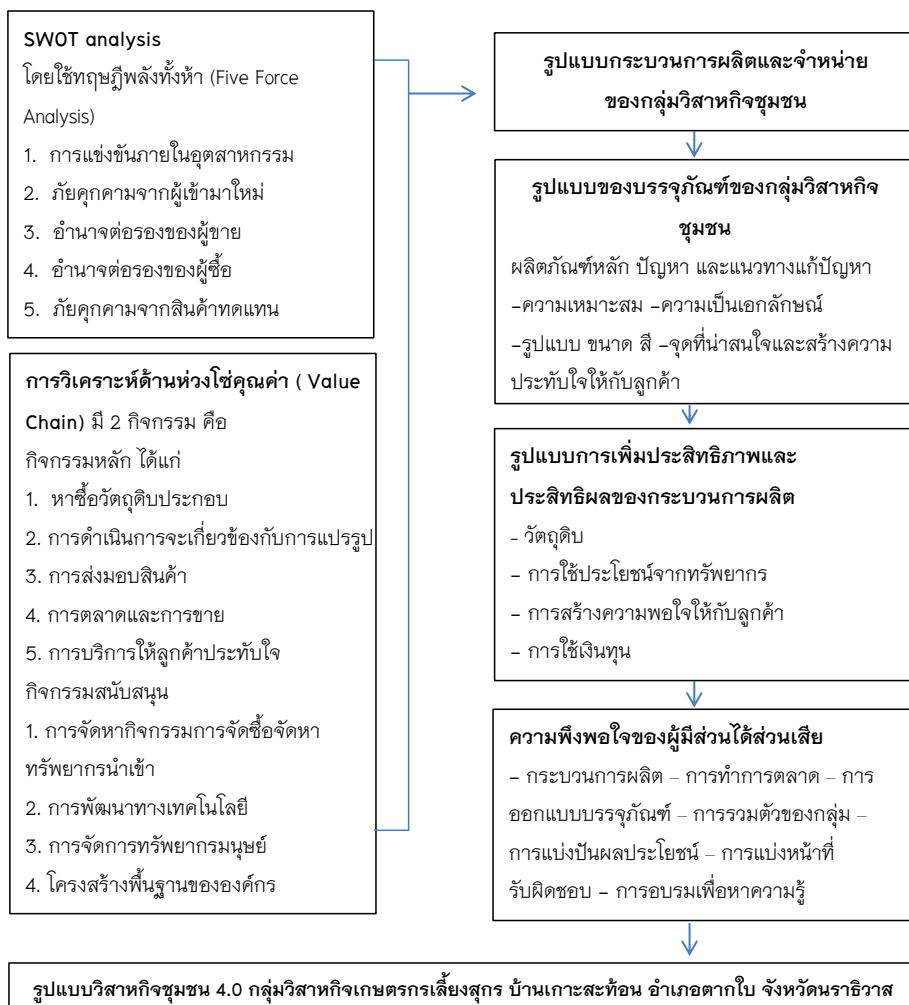 SWOT analysis
โดยใช้ทฤษฎีพลังทั้งห้า (Five Force
Analysis)
1. การแข่งขันภายในอุตสาหกรรม
2. ภัยคุกคามจากผู้เข้ามาใหม่
3. อำนาจต่อรองของผู้ขาย
4. อำนาจต่อรองของผู้ซื้อ
5. ภัยคุกคามจากสินค้าทดแทน
การวิเคราะห์ด้านห่วงโซ่คุณค่า ( Value
Chain) มี 2 กิจกรรม คือ
กิจกรรมหลัก ได้แก่
1. หาซื้อวัตถุดิบประกอบ
2. การดำเนินการจะเกี่ยวข้องกับการแปรรูป
3. การส่งมอบสินค้า
4. การตลาดและการขาย
5. การบริการให้ลูกค้าประทับใจ
กิจกรรมสนับสนุน
1. การจัดหากิจกรรมการจัดซื้อจัดหา
ทรัพยากรนำเข้า
2. การพัฒนาทางเทคโนโลยี
3. การจัดการทรัพยากรมนุษย์
4. โครงสร้างพื้นฐานขององค์กร
รูปแบบกระบวนการผลิตและจำหน่าย
ของกลุ่มวิสาหกิจชุมชน
รูปแบบของบรรจุภัณฑ์ของกลุ่มวิสาหกิจ
ชุมชน
ผลิตภัณฑ์หลัก ปัญหา และแนวทางแก้ปัญหา
–ความเหมาะสม –ความเป็นเอกลักษณ์
–รูปแบบ ขนาด สี –จุดที่น่าสนใจและสร้างความ
ประทับใจให้กับลูกค้า
รูปแบบการเพิ่มประสิทธิภาพและ
ประสิทธิผลของกระบวนการผลิต
- วัตถุดิบ
– การใช้ประโยชน์จากทรัพยากร
– การสร้างความพอใจให้กับลูกค้า
– การใช้เงินทุน
ความพึงพอใจของผู้มีส่วนได้ส่วนเสีย
– กระบวนการผลิต – การทำการตลาด – การ
ออกแบบบรรจุภัณฑ์ – การรวมตัวของกลุ่ม –
การแบ่งปันผลประโยชน์ – การแบ่งหน้าที่
รับผิดชอบ – การอบรมเพื่อหาความรู้
รูปแบบวิสาหกิจชุมชน 4.0 กลุ่มวิสาหกิจเกษตรกรเลี้ยงสุกร บ้านเกาะสะท้อน อำเภอตากใบ จังหวัดนราธิวาส